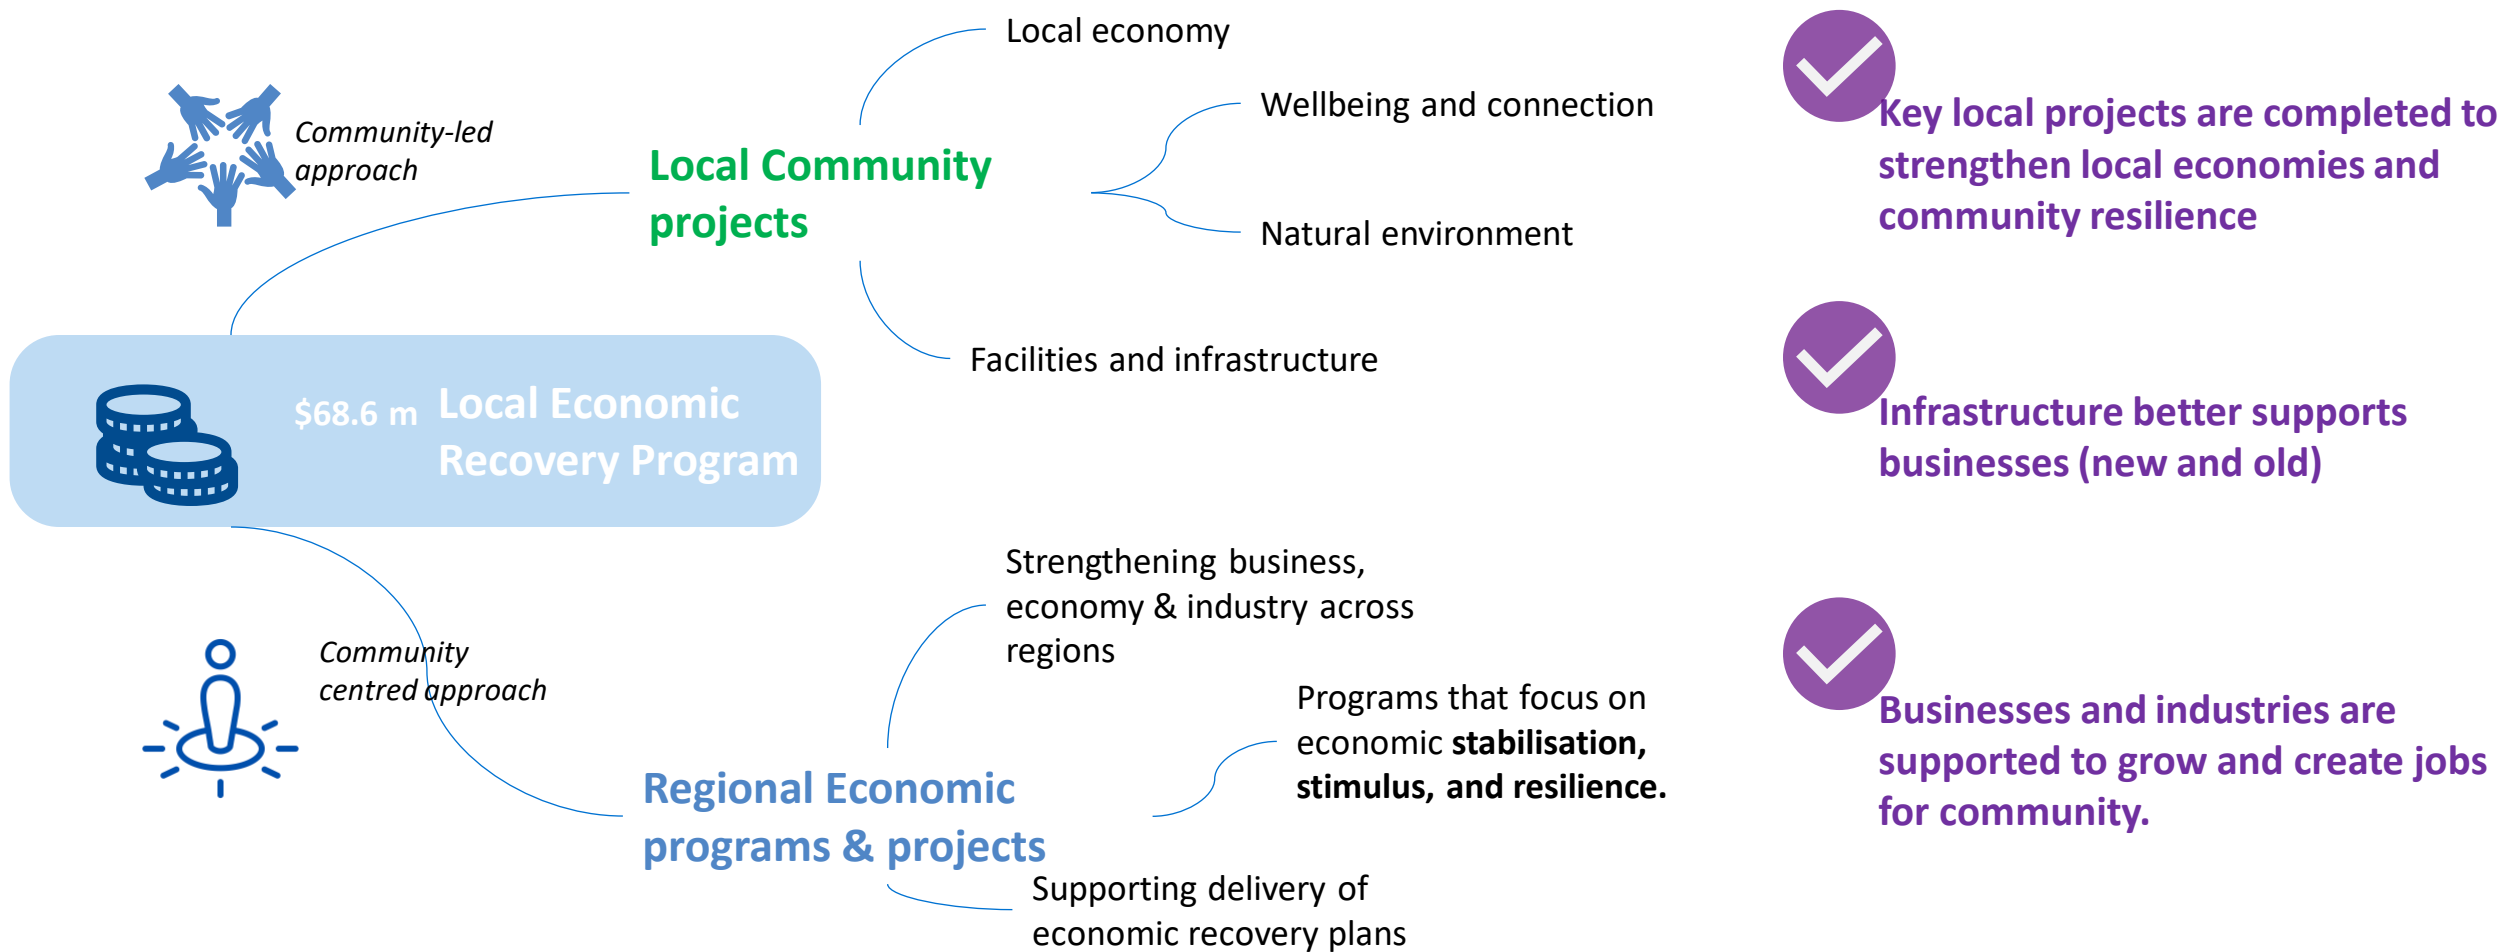 Local economy
Wellbeing and connection
Community-led
approach
Local Community
projects
Natural environment
Facilities and infrastructure
$68.6 m
Local Economic
Recovery Program
Strengthening business,
economy & industry across
regions
Community
centred approach
Programs that focus on
economic stabilisation,
stimulus, and resilience.
Regional Economic
programs & projects
Supporting delivery of
economic recovery plans
Key local projects are completed to
strengthen local economies and
community resilience
Infrastructure better supports
businesses (new and old)
Businesses and industries are
supported to grow and create jobs
for community.